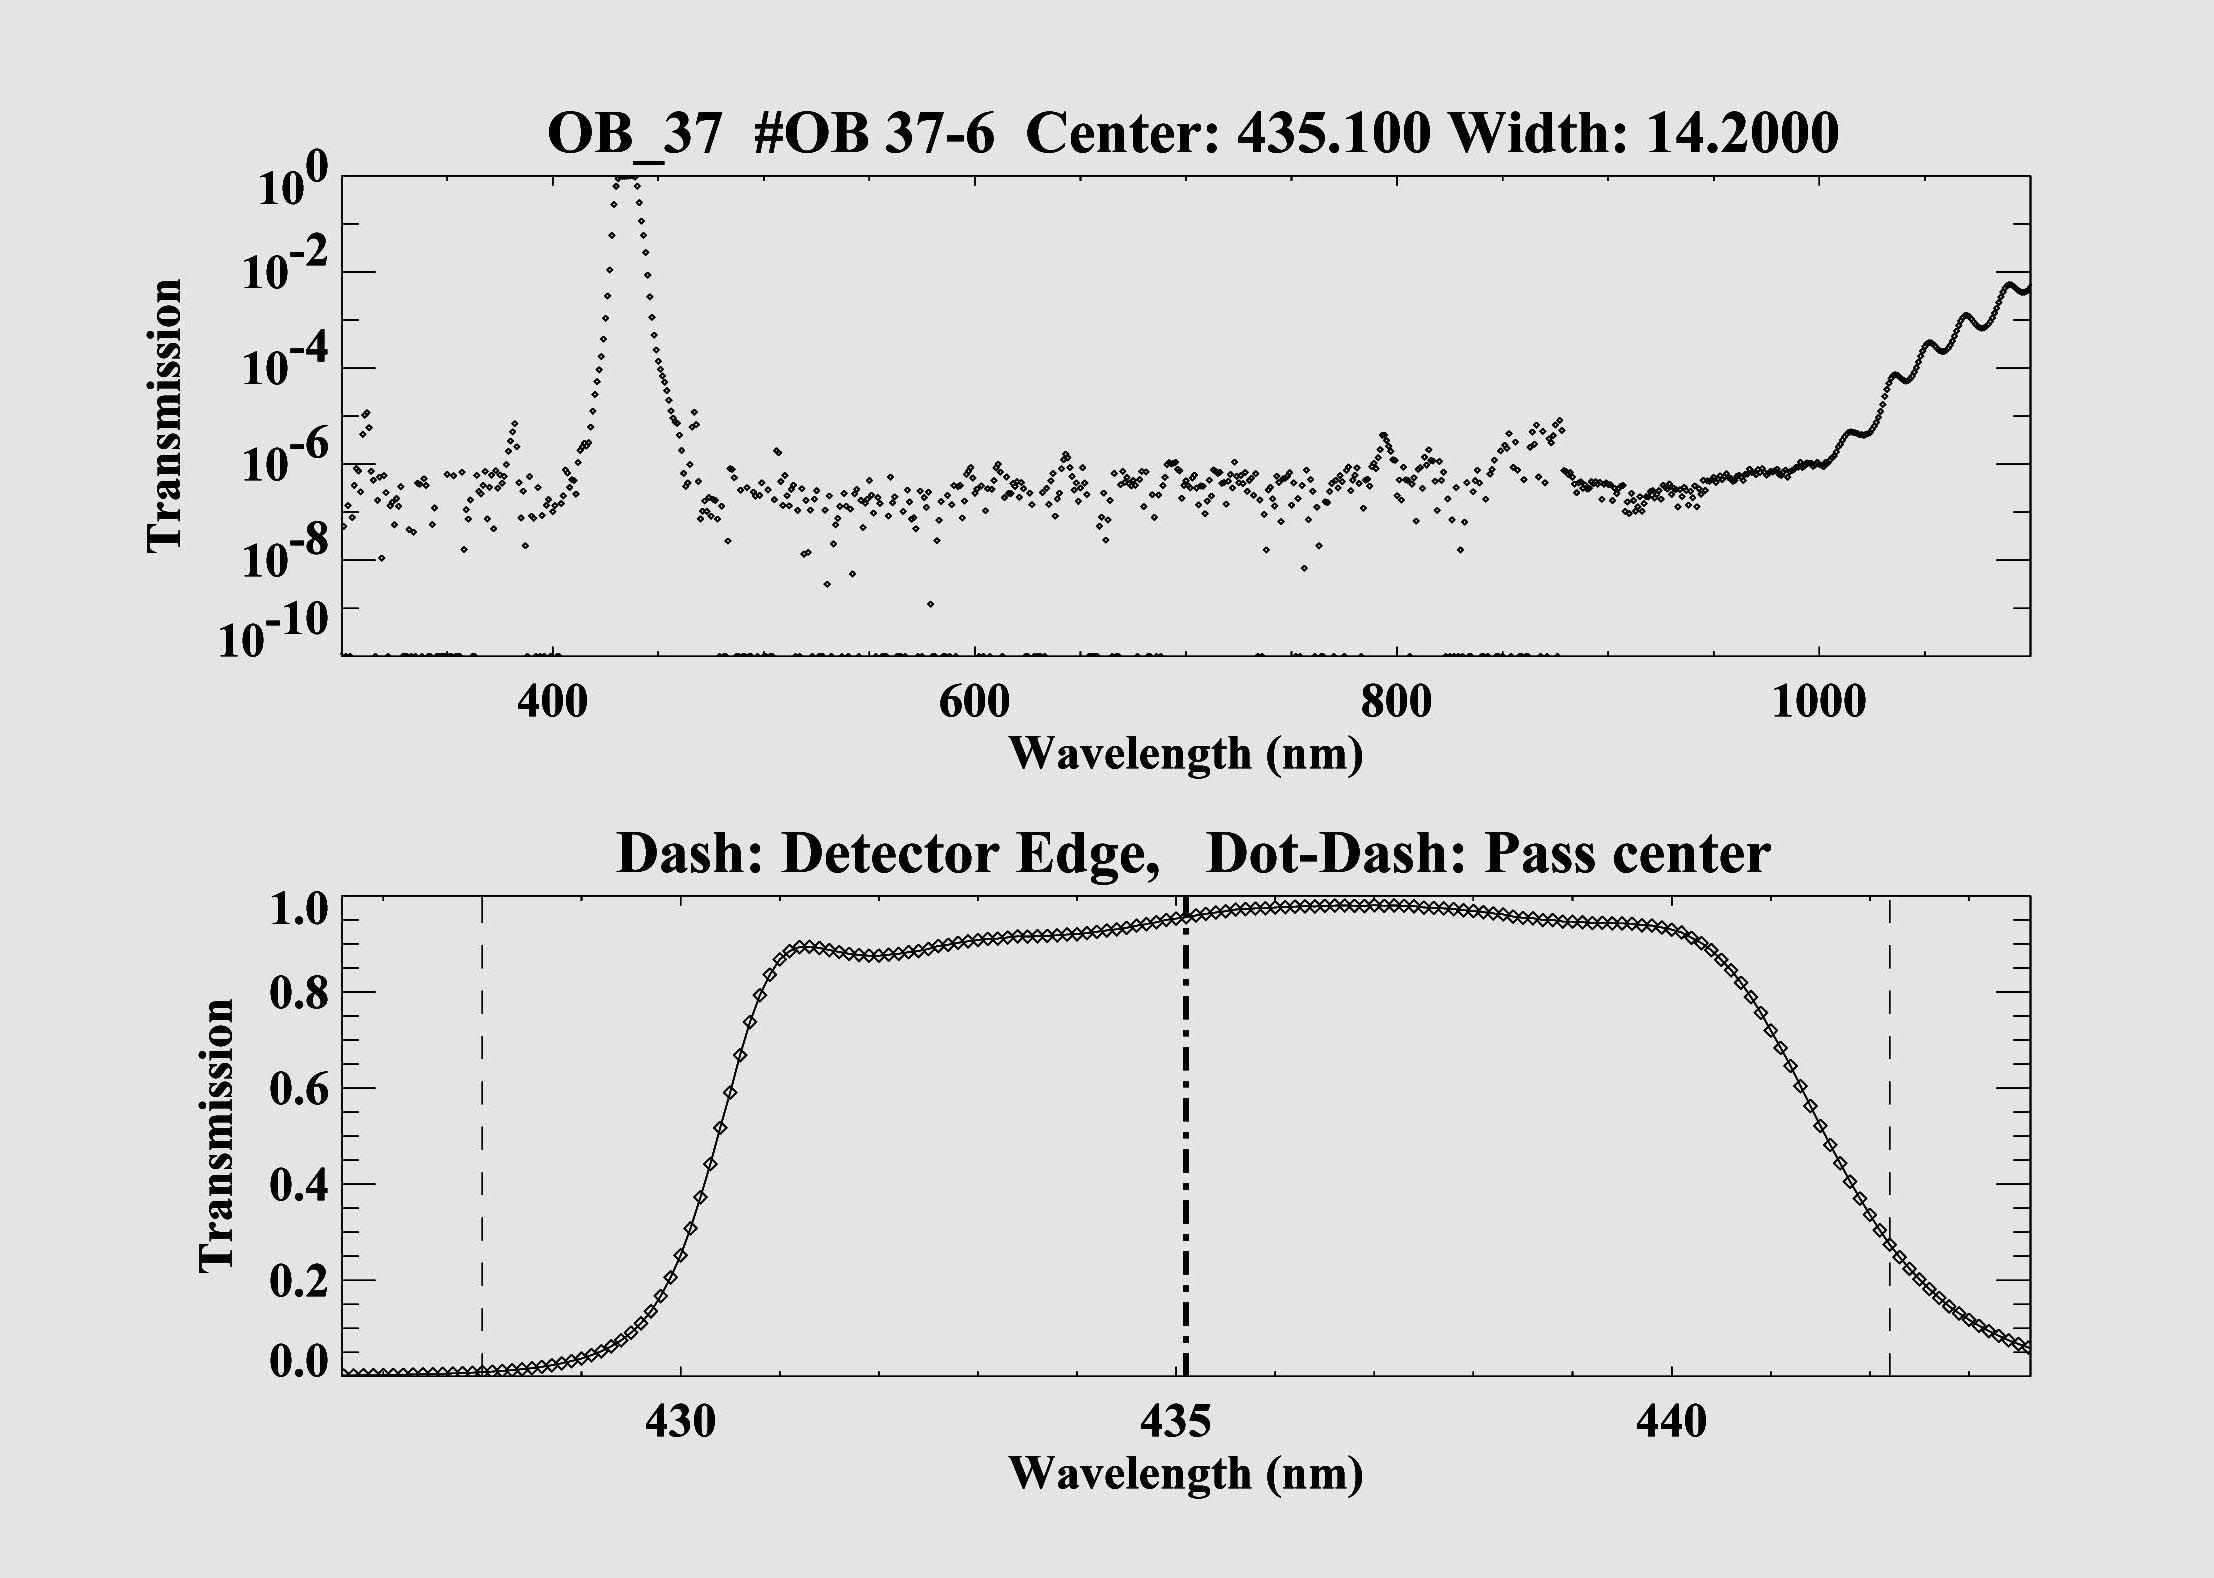 OB_37 #OB 37-6 Center: 435.100 Width: 14.2000
10^0
10^-2
10^-4
10^-6
10^-8
10^-10
Transmission
400 600 800 1000
Wavelength (nm)
Dash: Detector Edge, Dot-Dash: Pass center
1.0
0.8
0.6
0.4
0.2
0.0
Transmission
430 435 440
Wavelength (nm)